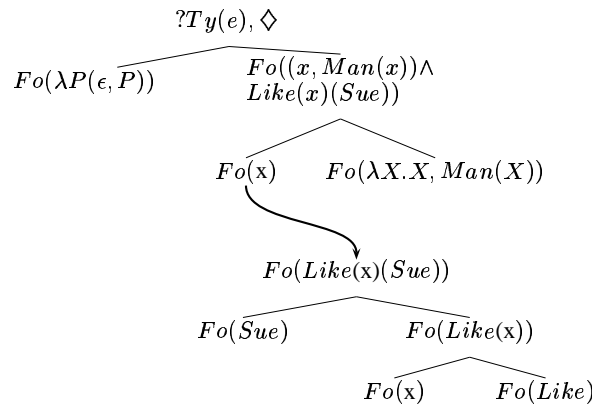 ?Ty(e), ◇
Fo(λP(ϵ, P))
Fo((x, Man(x))∧
Like(x)(Sue))
Fo(x)
Fo(λX.X, Man(X))
Fo(Like(x)(Sue))
Fo(Sue)
Fo(Like(x))
Fo(x)
Fo(Like)